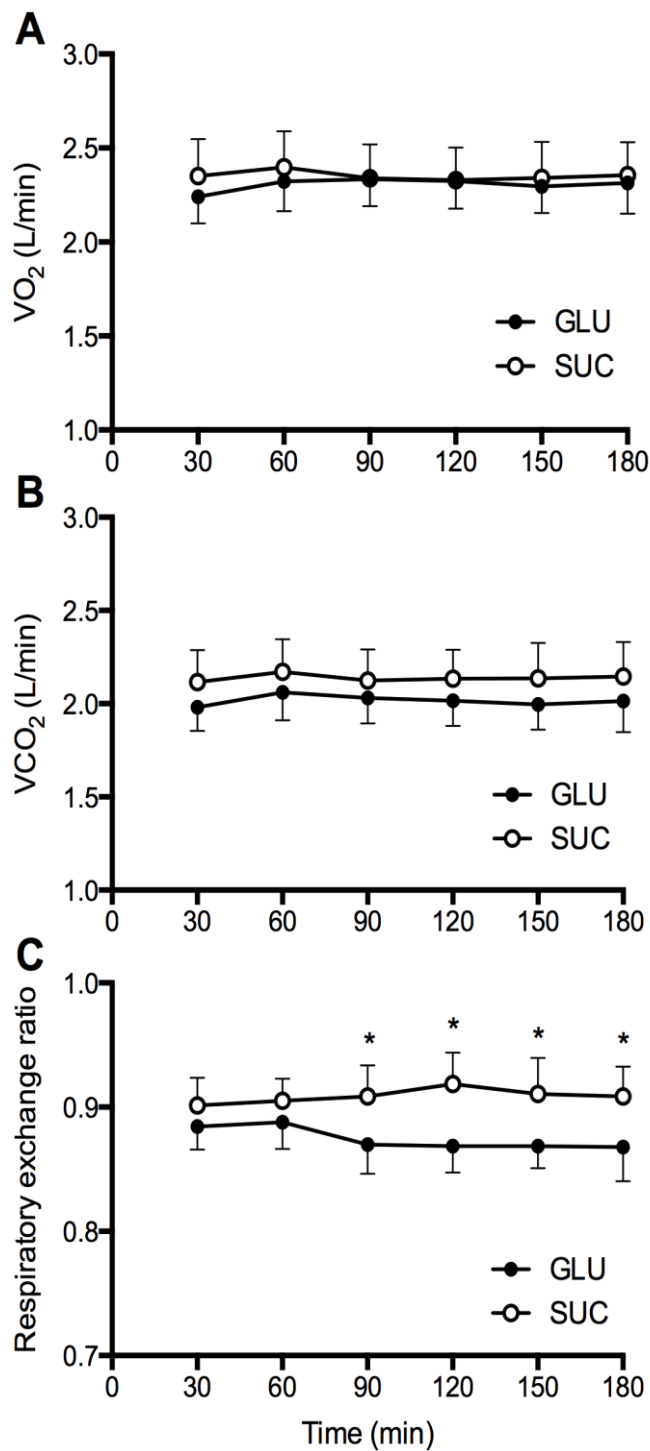 A
3.0
2.5
2.0
1.5
1.0
VO2 (L/min)
GLU
SUC
0 30 60 90 120 150 180
B
3.0
2.5
2.0
1.5
1.0
VCO2 (L/min)
GLU
SUC
0 30 60 90 120 150 180
C
1.0
0.9
0.8
0.7
Respiratory exchange ratio
* * * *
GLU
SUC
0 30 60 90 120 150 180
Time (min)